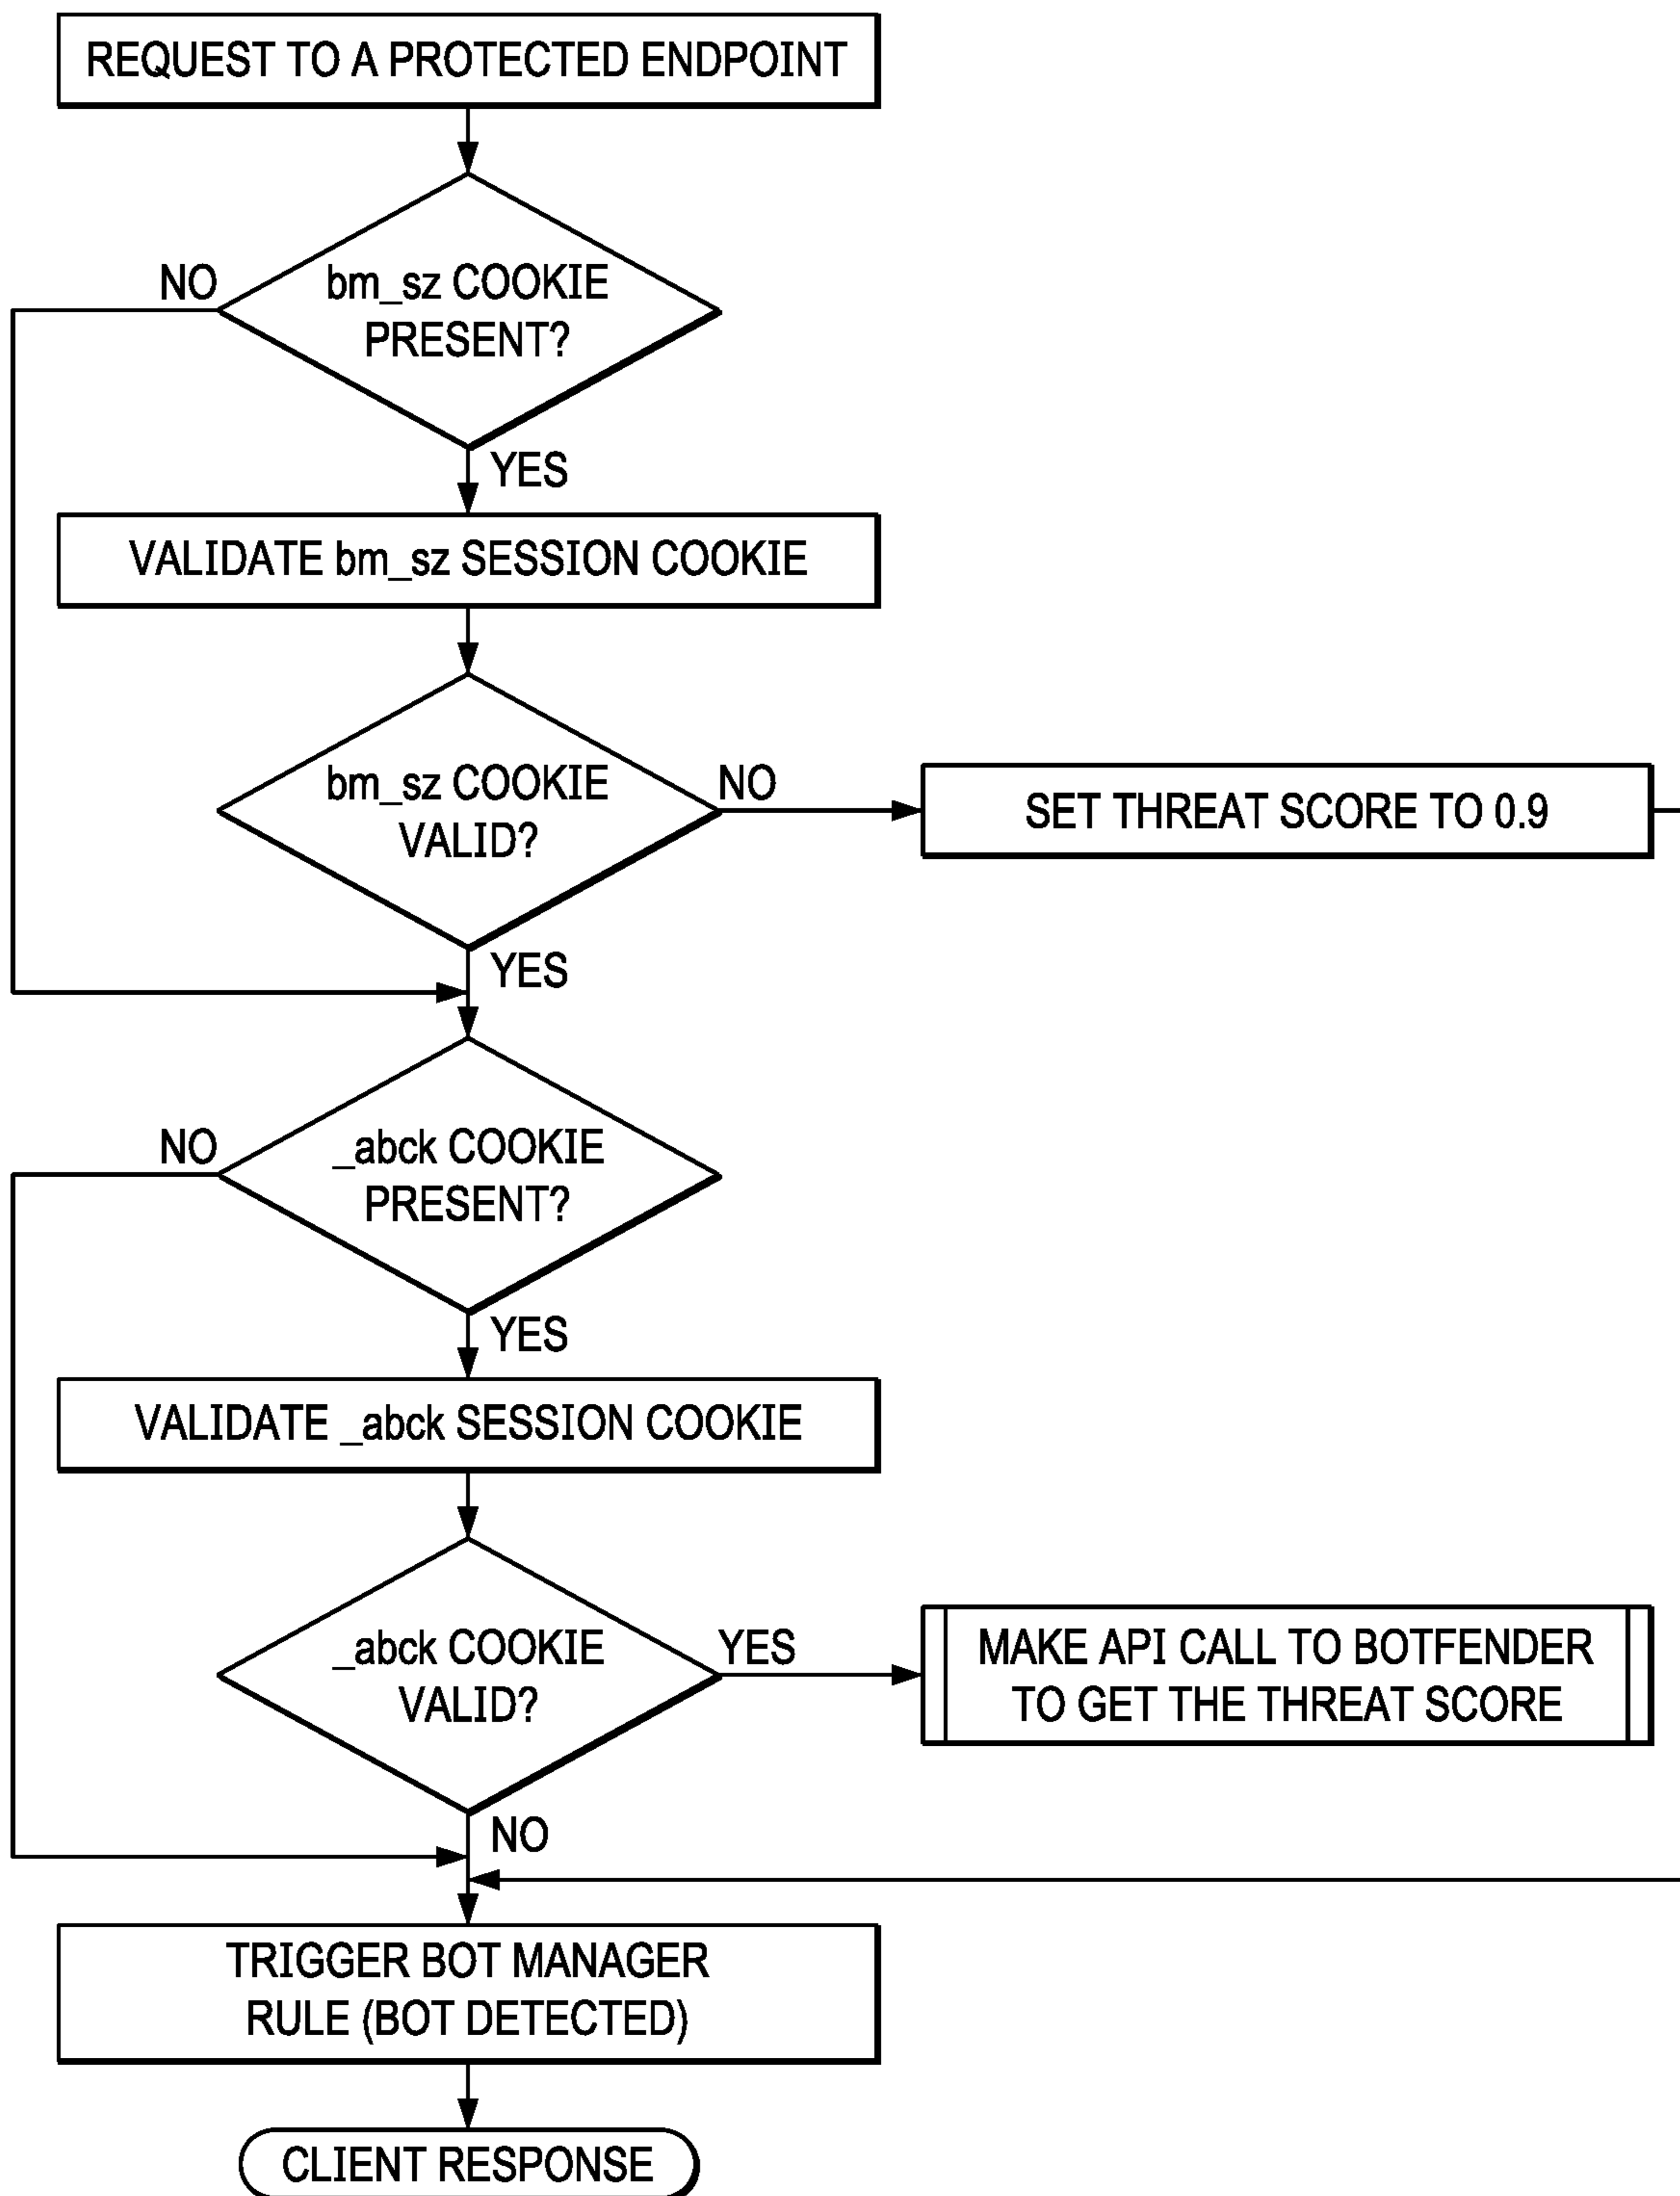 REQUEST TO A PROTECTED ENDPOINT
NO
bm_sz COOKIE
PRESENT?
YES
VALIDATE bm_sz SESSION COOKIE
bm_sz COOKIE
VALID?
NO
SET THREAT SCORE TO 0.9
YES
NO
_abck COOKIE
PRESENT?
YES
VALIDATE _abck SESSION COOKIE
_abck COOKIE
VALID?
YES
MAKE API CALL TO BOTFENDER
TO GET THE THREAT SCORE
NO
TRIGGER BOT MANAGER
RULE (BOT DETECTED)
CLIENT RESPONSE